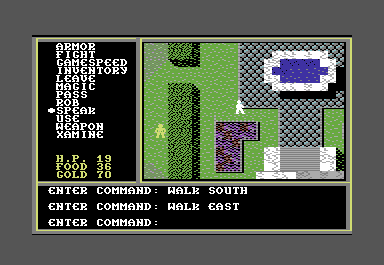 ARMOR
FIGHT
GAMESPEED
INVENTORY
LEAVE
MAGIC
PASS
ROB
SPEAK
USE
WEAPON
XAMINE
H.P. 19
FOOD 36
GOLD 70
ENTER COMMAND: WALK SOUTH
ENTER COMMAND: WALK EAST
ENTER COMMAND: